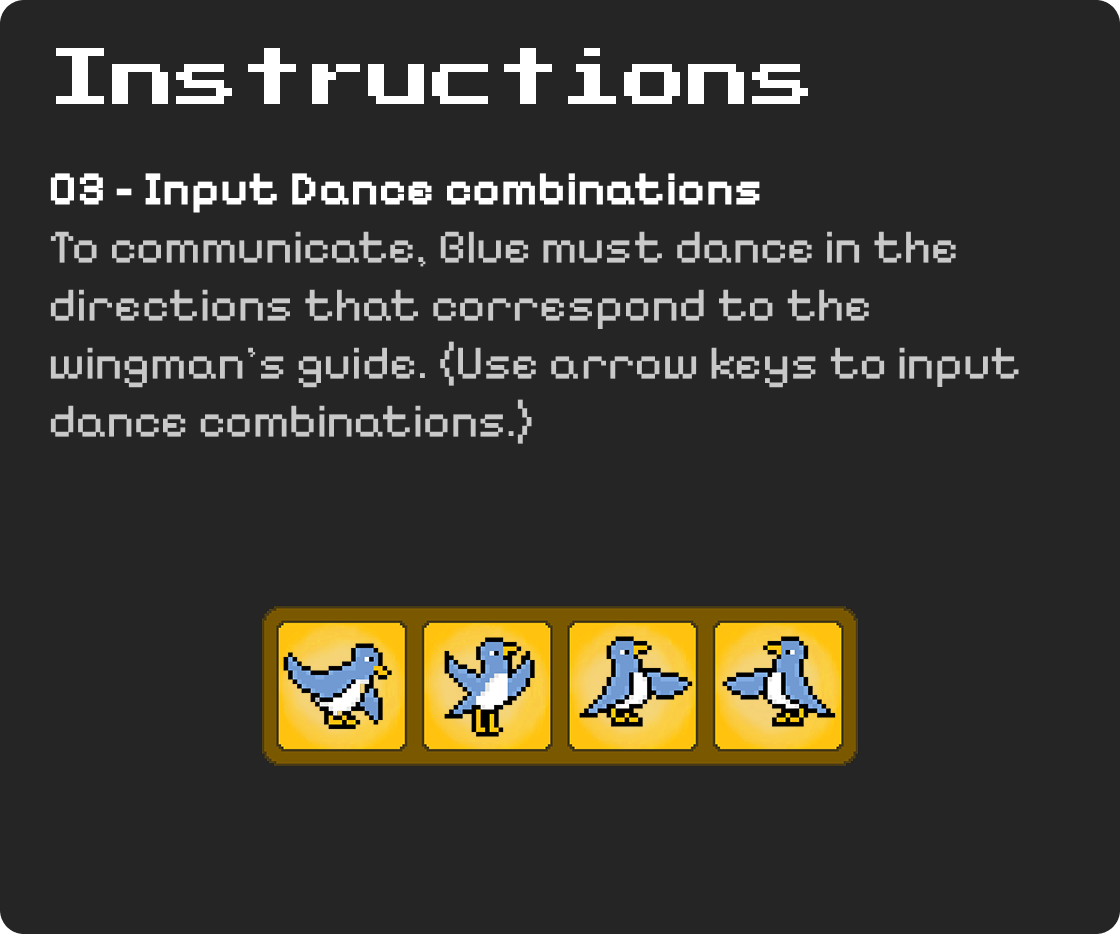 Instructions
03 - Input Dance combinations
To communicate, Blue must dance in the
directions that correspond to the
wingman's guide. (Use arrow keys to input
dance combinations.)